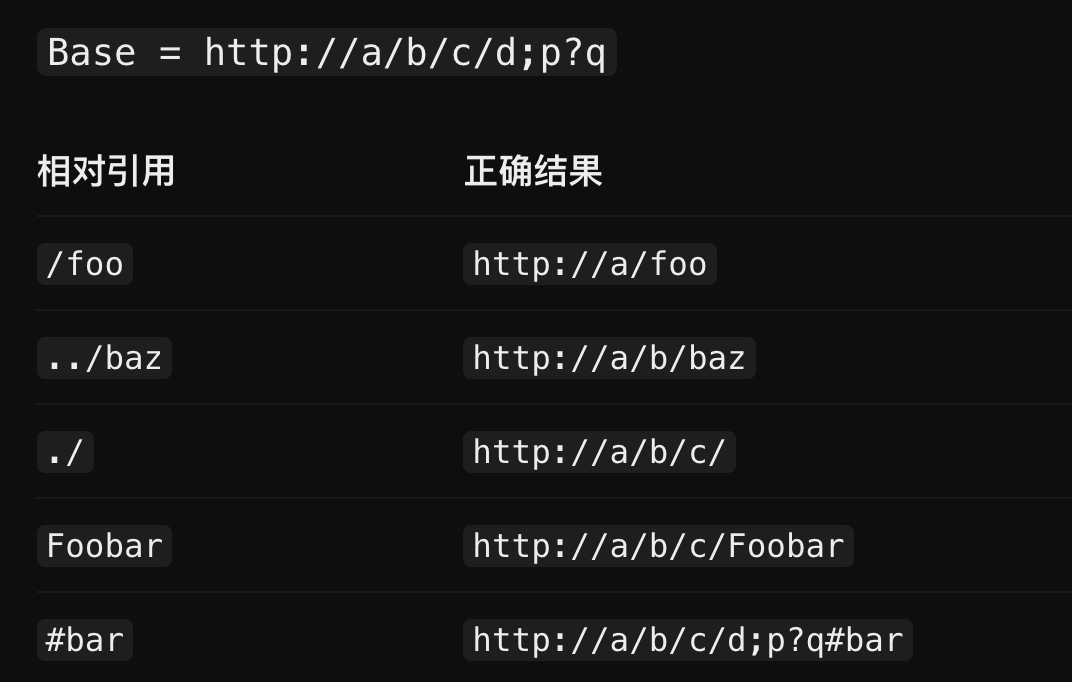 Base = http://a/b/c/d;p?q
相对引用 正确结果
/foo http://a/foo
../baz http://a/b/baz
./ http://a/b/c/
Foobar http://a/b/c/Foobar
#bar http://a/b/c/d;p?q#bar